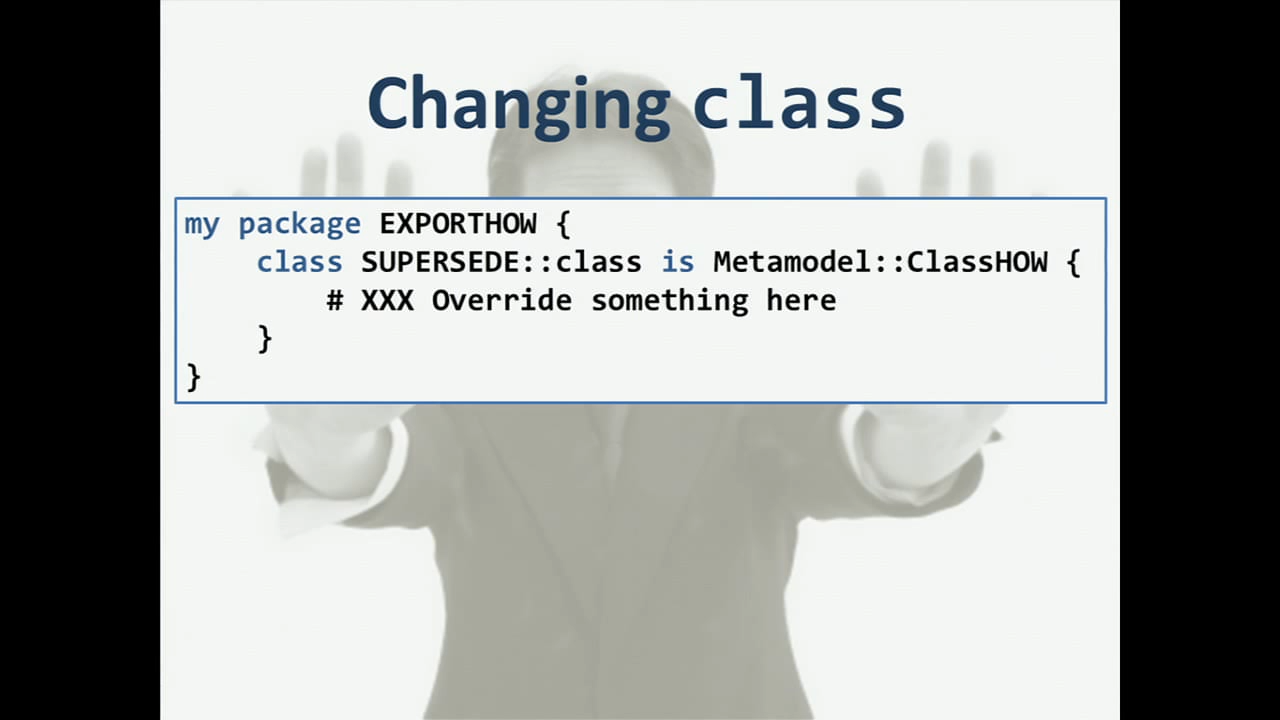 Changing class
my package EXPORTHOW {
    class SUPERSEDE::class is Metamodel::ClassHOW {
        # XXX Override something here
    }
}